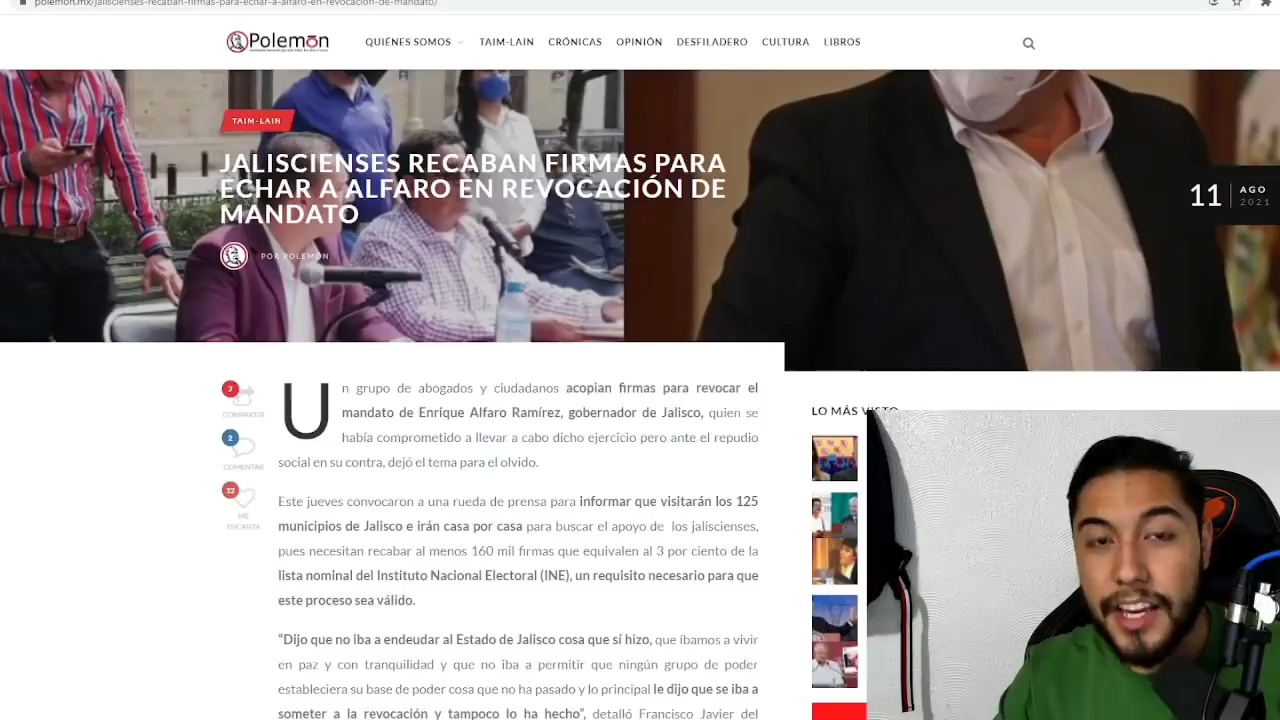 polemon.mx/jaliscienses-recaban-firmas-para-echar-a-alfaro-en-revocacion-de-mandato/
Polemōn
QUIÉNES SOMOS
TAIM-LAIN
CRÓNICAS
OPINIÓN
DESFILADERO
CULTURA
LIBROS
TAIM-LAIN
JALISCIENSES RECABAN FIRMAS PARA
ECHAR A ALFARO EN REVOCACIÓN DE
MANDATO
POR POLEMÓN
11 AGO
2021
7
COMPARTIR
2
COMENTAR
12
ME
ENCANTA
Un grupo de abogados y ciudadanos acopian firmas para revocar el
mandato de Enrique Alfaro Ramírez, gobernador de Jalisco, quien se
había comprometido a llevar a cabo dicho ejercicio pero ante el repudio
social en su contra, dejó el tema para el olvido.
Este jueves convocaron a una rueda de prensa para informar que visitarán los 125
municipios de Jalisco e irán casa por casa para buscar el apoyo de los jaliscienses,
pues necesitan recabar al menos 160 mil firmas que equivalen al 3 por ciento de la
lista nominal del Instituto Nacional Electoral (INE), un requisito necesario para que
este proceso sea válido.
“Dijo que no iba a endeudar al Estado de Jalisco cosa que sí hizo, que íbamos a vivir
en paz y con tranquilidad y que no iba a permitir que ningún grupo de poder
estableciera su base de poder cosa que no ha pasado y lo principal le dijo que se iba a
someter a la revocación y tampoco lo ha hecho”, detalló Francisco Javier del
LO MÁS VISTO